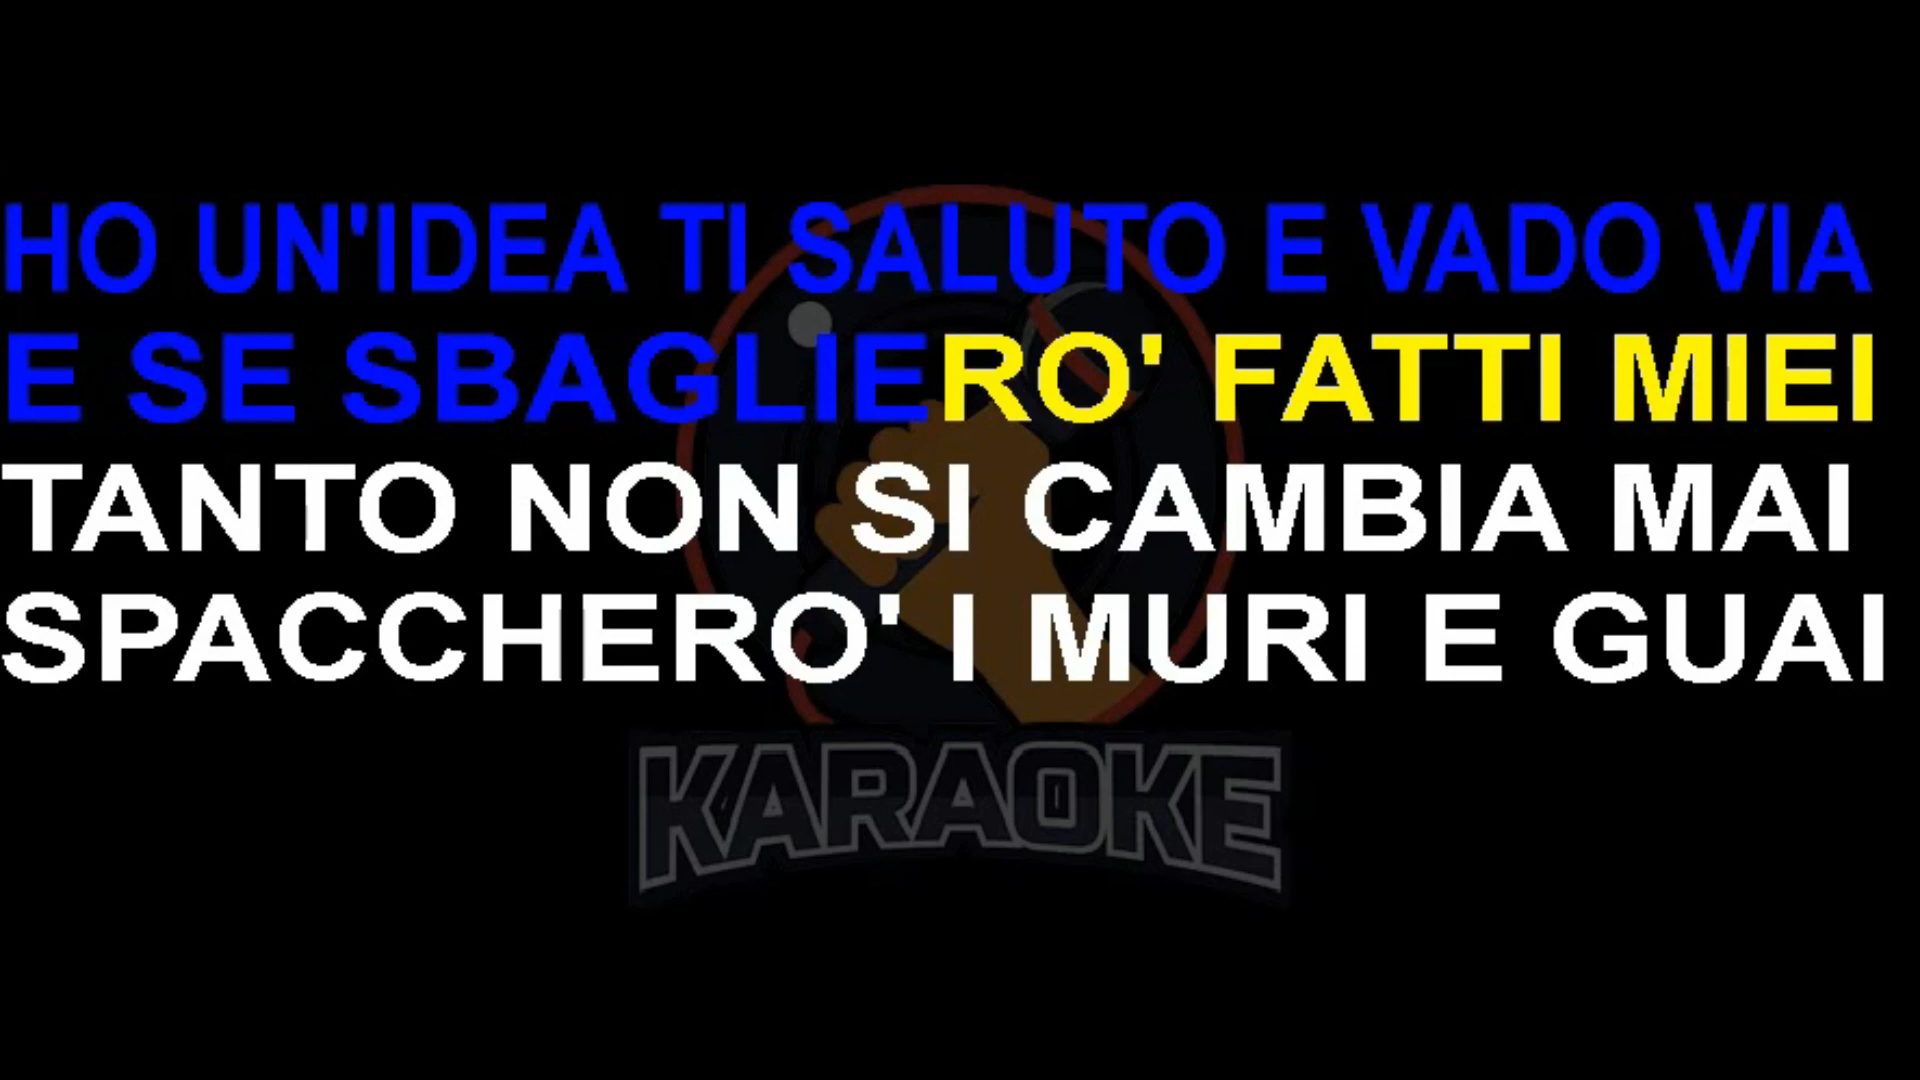 HO UN'IDEA TI SALUTO E VADO VIA
E SE SBAGLIERO' FATTI MIEI
TANTO NON SI CAMBIA MAI
SPACCHERO' I MURI E GUAI
KARAOKE